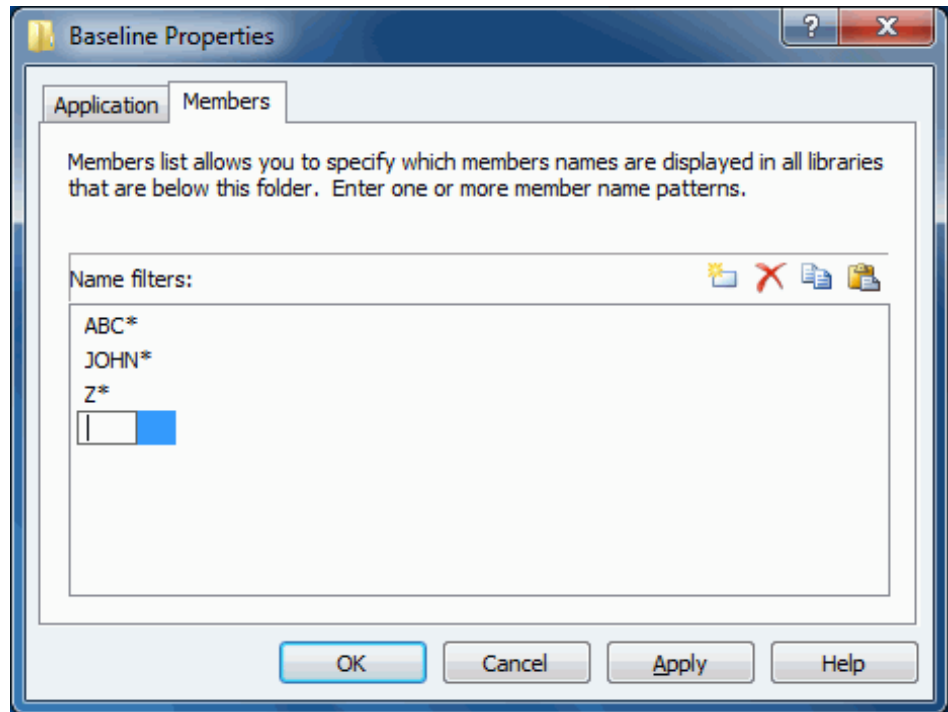 Baseline Properties
?
Application
Members
Members list allows you to specify which members names are displayed in all libraries
that are below this folder.  Enter one or more member name patterns.
Name filters:
ABC*
JOHN*
Z*
OK
Cancel
Apply
Help